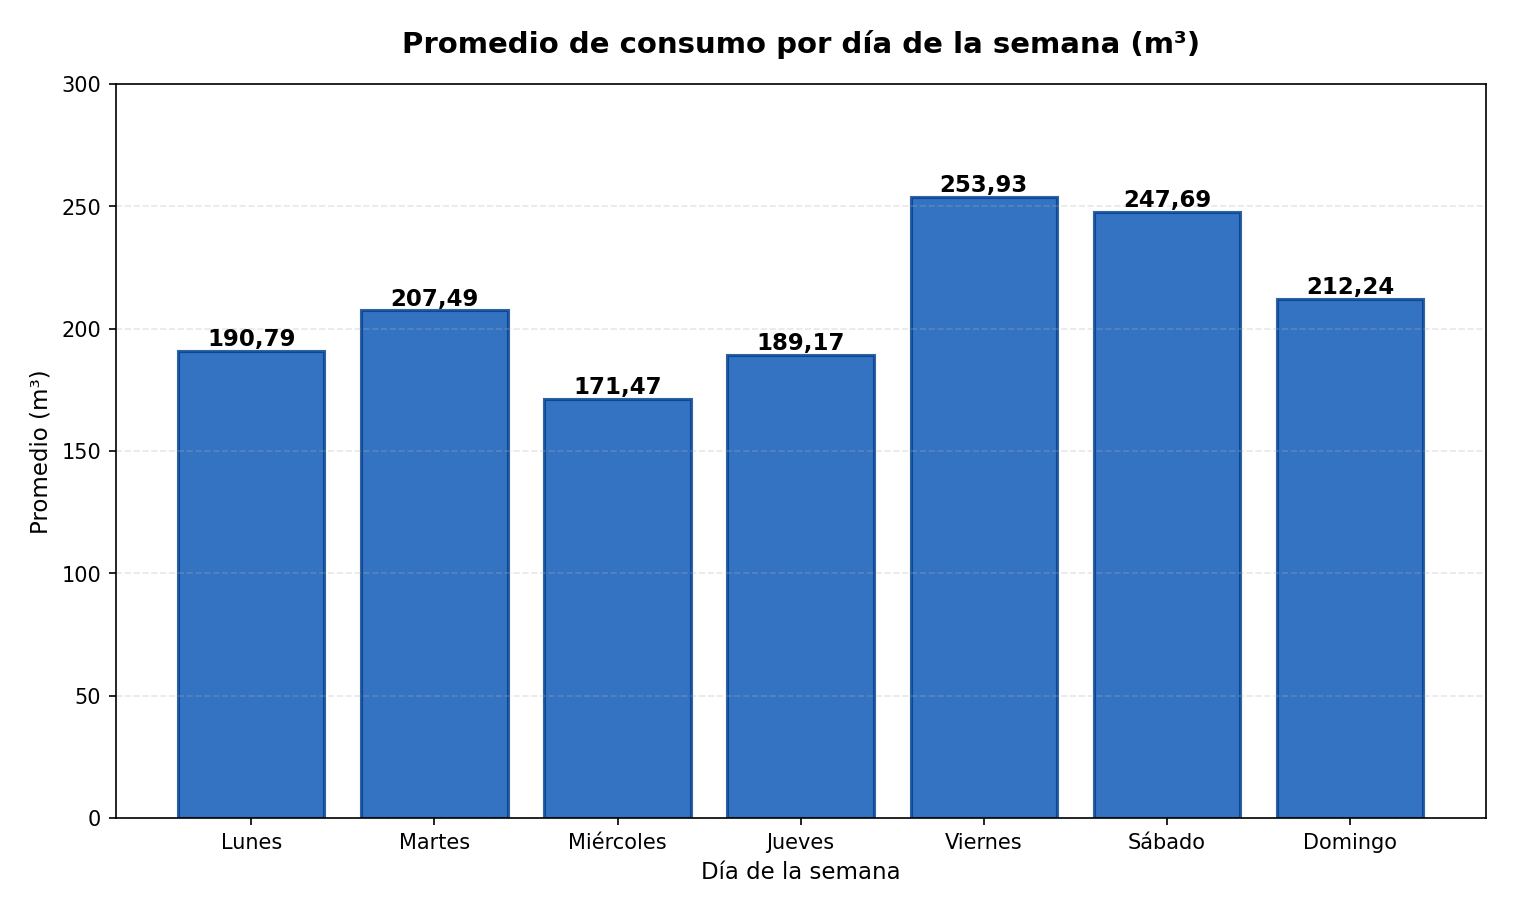 Promedio de consumo por día de la semana (m³)
300
250
200
150
100
50
0
Promedio (m³)
190,79
207,49
171,47
189,17
253,93
247,69
212,24
Lunes
Martes
Miércoles
Jueves
Viernes
Sábado
Domingo
Día de la semana